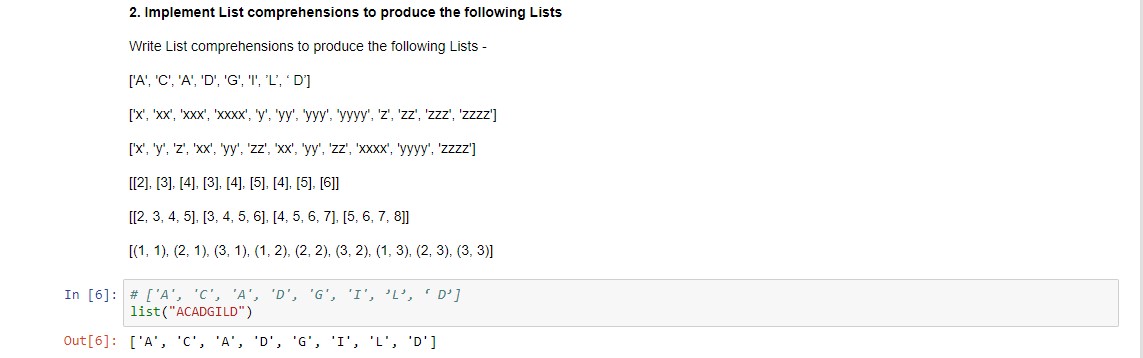 2. Implement List comprehensions to produce the following Lists
Write List comprehensions to produce the following Lists -
['A', 'C', 'A', 'D', 'G', 'I', ’L’, ‘ D’]
['x', 'xx', 'xxx', 'xxxx', 'y', 'yy', 'yyy', 'yyyy', 'z', 'zz', 'zzz', 'zzzz']
['x', 'y', 'z', 'xx', 'yy', 'zz', 'xx', 'yy', 'zz', 'xxxx', 'yyyy', 'zzzz']
[[2], [3], [4], [3], [4], [5], [4], [5], [6]]
[[2, 3, 4, 5], [3, 4, 5, 6], [4, 5, 6, 7], [5, 6, 7, 8]]
[(1, 1), (2, 1), (3, 1), (1, 2), (2, 2), (3, 2), (1, 3), (2, 3), (3, 3)]
In [6]: # ['A', 'C', 'A', 'D', 'G', 'I', ’L’, ‘ D’]
list("ACADGILD")
Out[6]: ['A', 'C', 'A', 'D', 'G', 'I', 'L', 'D']